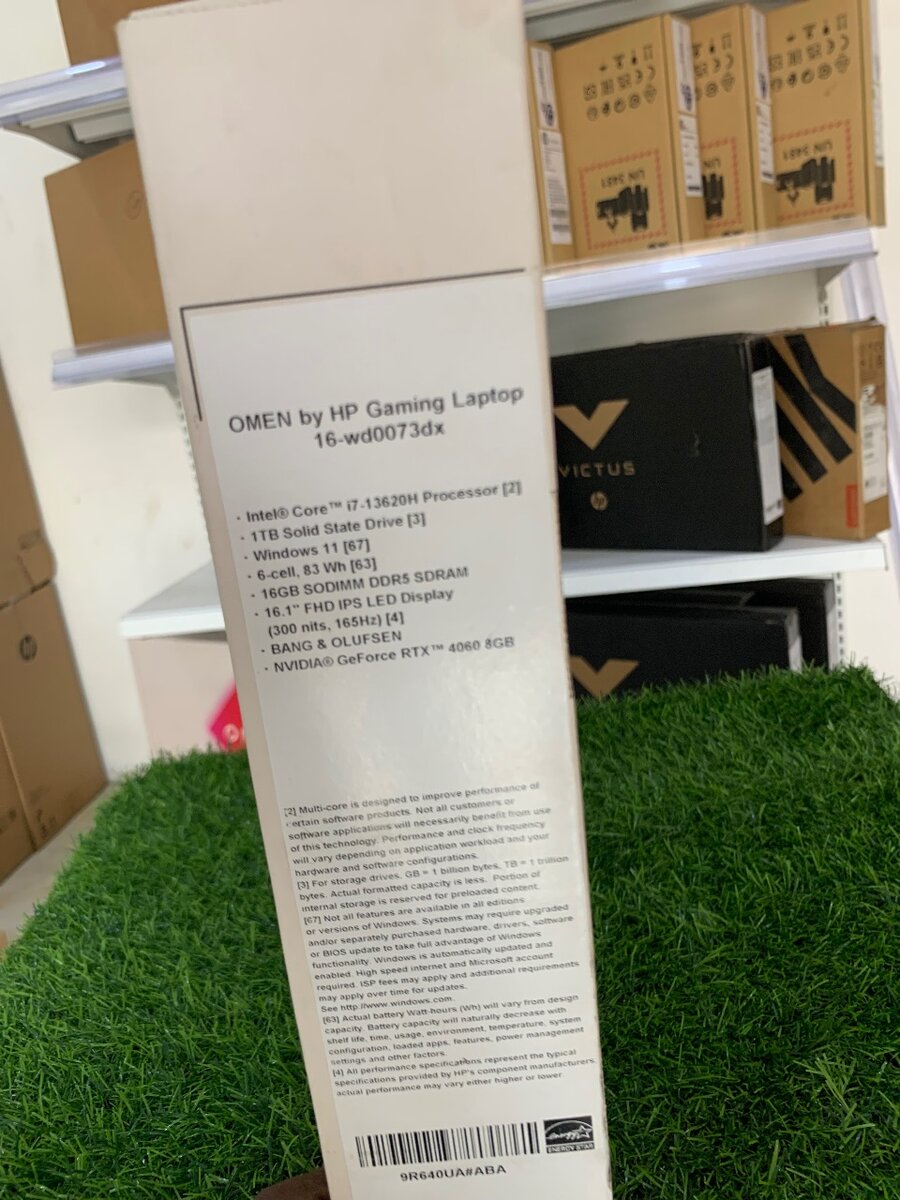 OMEN by HP Gaming Laptop
16-wd0073dx
· Intel® Core™ i7-13620H Processor [2]
· 1TB Solid State Drive [3]
· Windows 11 [67]
· 6-cell, 83 Wh [63]
· 16GB SODIMM DDR5 SDRAM
· 16.1" FHD IPS LED Display
(300 nits, 165Hz) [4]
· BANG & OLUFSEN
· NVIDIA® GeForce RTX™ 4060 8GB
[2] Multi-core is designed to improve performance of
certain software products. Not all customers or
software applications will necessarily benefit from use
of this technology. Performance and clock frequency
will vary depending on application workload and your
hardware and software configurations.
[3] For storage drives, GB = 1 billion bytes, TB = 1 trillion
bytes. Actual formatted capacity is less. Portion of
internal storage is reserved for preloaded content.
[67] Not all features are available in all editions
or versions of Windows. Systems may require upgraded
and/or separately purchased hardware, drivers, software
or BIOS update to take full advantage of Windows
functionality. Windows is automatically updated and
enabled. High speed internet and Microsoft account
required. ISP fees may apply and additional requirements
may apply over time for updates.
See http://www.windows.com.
[63] Actual battery Watt-hours (Wh) will vary from design
capacity. Battery capacity will naturally decrease with
shelf life, time, usage, environment, temperature, system
configuration, loaded apps, features, power management
settings and other factors.
[4] All performance specifications represent the typical
specifications provided by HP's component manufacturers
actual performance may vary either higher or lower
9R640UA#ABA
ENERGY STAR
UN 3481
UN 3481
UN 3481
VICTUS
hp
hp